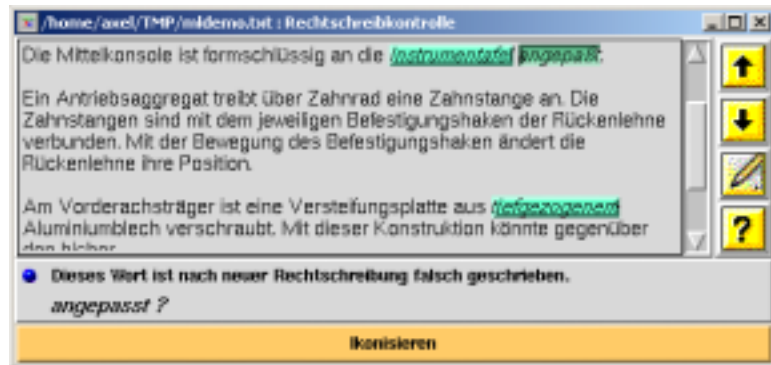 /home/axel/TMP/mldemo.txt : Rechtschreibkontrolle
Die Mittelkonsole ist formschlüssig an die Instrumentafel angepaßt.
Ein Antriebsaggregat treibt über Zahnrad eine Zahnstange an. Die
Zahnstangen sind mit dem jeweiligen Befestigungshaken der Rückenlehne
verbunden. Mit der Bewegung des Befestigungshaken ändert die
Rückenlehne ihre Position.
Am Vorderachsträger ist eine Versteifungsplatte aus tiefgezogenem
Aluminiumblech verschraubt. Mit dieser Konstruktion könnte gegenüber
den bisher
?
Dieses Wort ist nach neuer Rechtschreibung falsch geschrieben.
angepasst ?
Ikonisieren